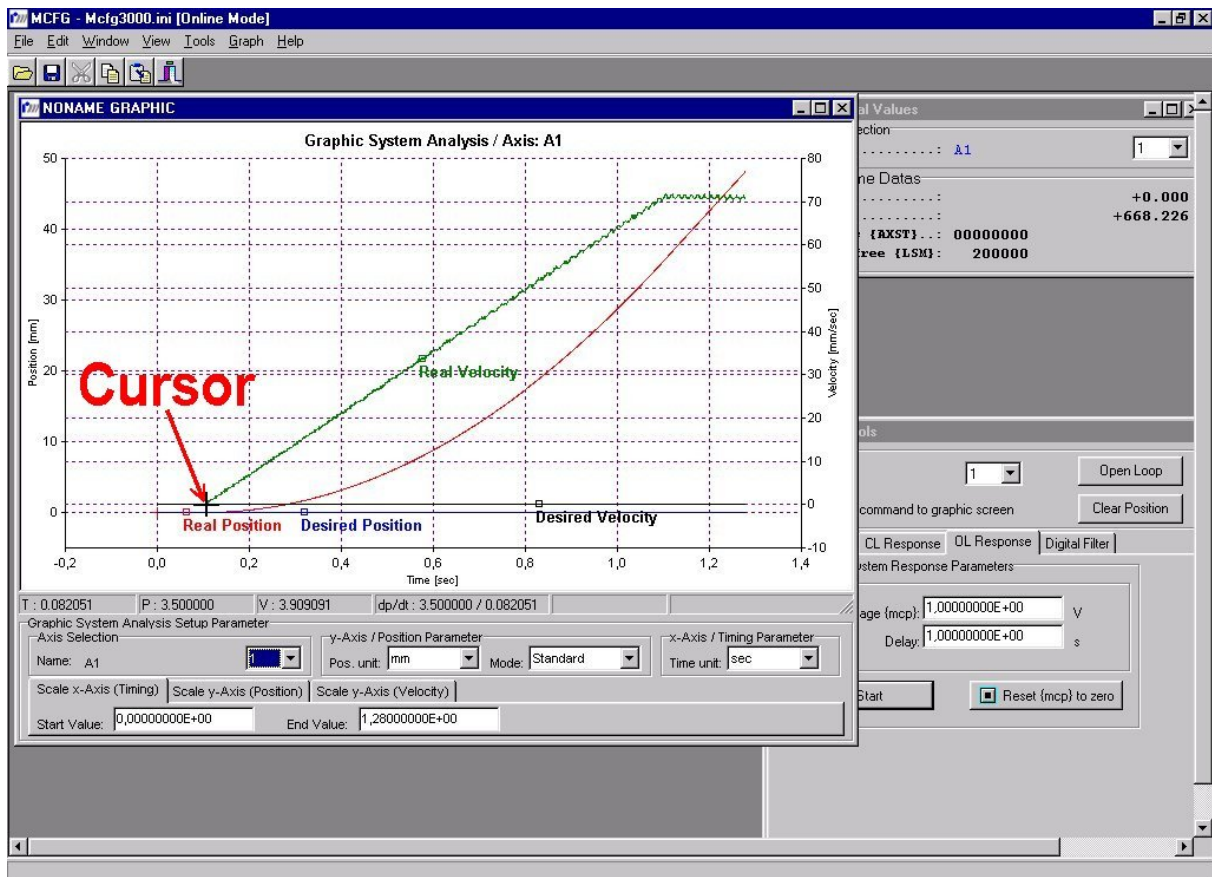 MCFG - Mcfg3000.ini [Online Mode]
File Edit Window View Tools Graph Help
NONAME GRAPHIC
Graphic System Analysis / Axis: A1
50
40
30
20
10
0
Position [mm]
80
70
60
50
40
30
20
10
0
-10
Velocity [mm/sec]
Cursor
Real Velocity
Real Position
Desired Position
Desired Velocity
-0,2 0,0 0,2 0,4 0,6 0,8 1,0 1,2 1,4
Time [sec]
T : 0.082051 P : 3.500000 V : 3.909091 dp/dt : 3.500000 / 0.082051
Graphic System Analysis Setup Parameter
Axis Selection
Name: A1 1
y-Axis / Position Parameter
Pos. unit: mm Mode: Standard
x-Axis / Timing Parameter
Time unit: sec
Scale x-Axis (Timing) Scale y-Axis (Position) Scale y-Axis (Velocity)
Start Value: 0,00000000E+00 End Value: 1,28000000E+00
al Values
ection
.........: A1 1
me Datas
.........: +0.000
.........: +668.226
{AXST}..: 00000000
free {LSM}: 200000
ols
1 Open Loop
command to graphic screen Clear Position
CL Response OL Response Digital Filter
stem Response Parameters
age {mcp}: 1,00000000E+00 V
Delay: 1,00000000E+00 s
Start Reset {mcp} to zero